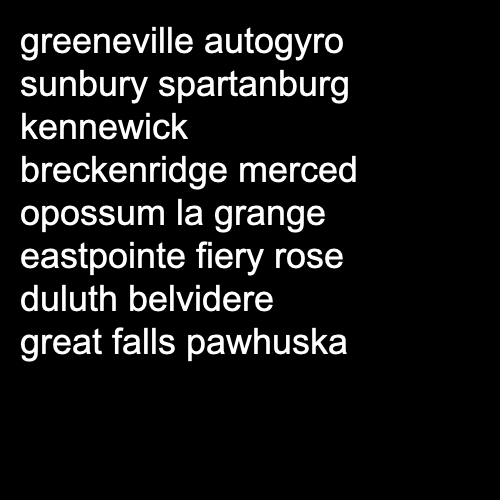 greeneville autogyro
sunbury spartanburg
kennewick
breckenridge merced
opossum la grange
eastpointe fiery rose
duluth belvidere
great falls pawhuska